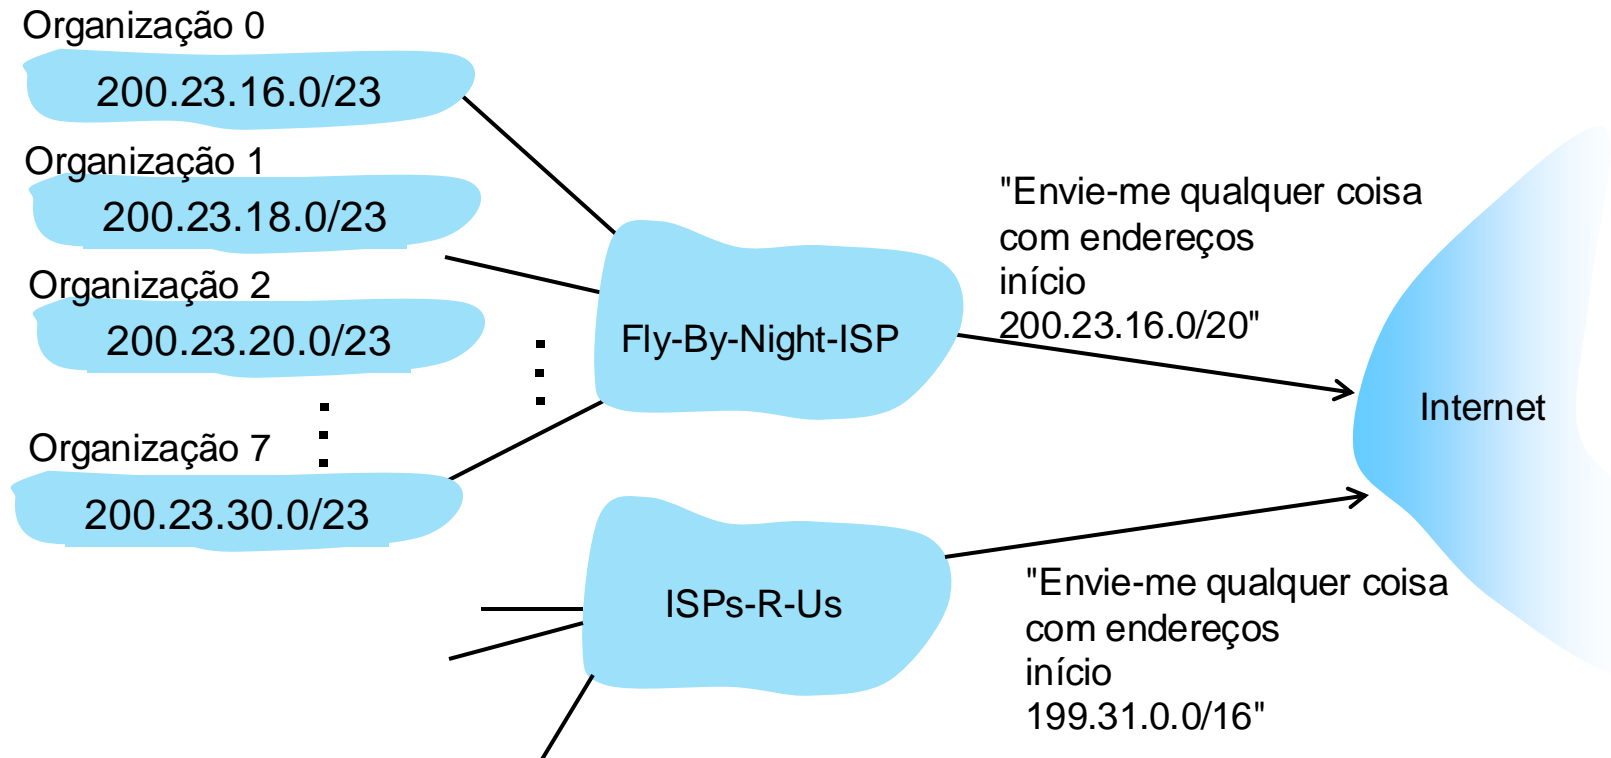 Organização 0
200.23.16.0/23
Organização 1
200.23.18.0/23
Organização 2
200.23.20.0/23
Organização 7
200.23.30.0/23
Fly-By-Night-ISP
"Envie-me qualquer coisa
com endereços
início
200.23.16.0/20"
Internet
ISPs-R-Us
"Envie-me qualquer coisa
com endereços
início
199.31.0.0/16"